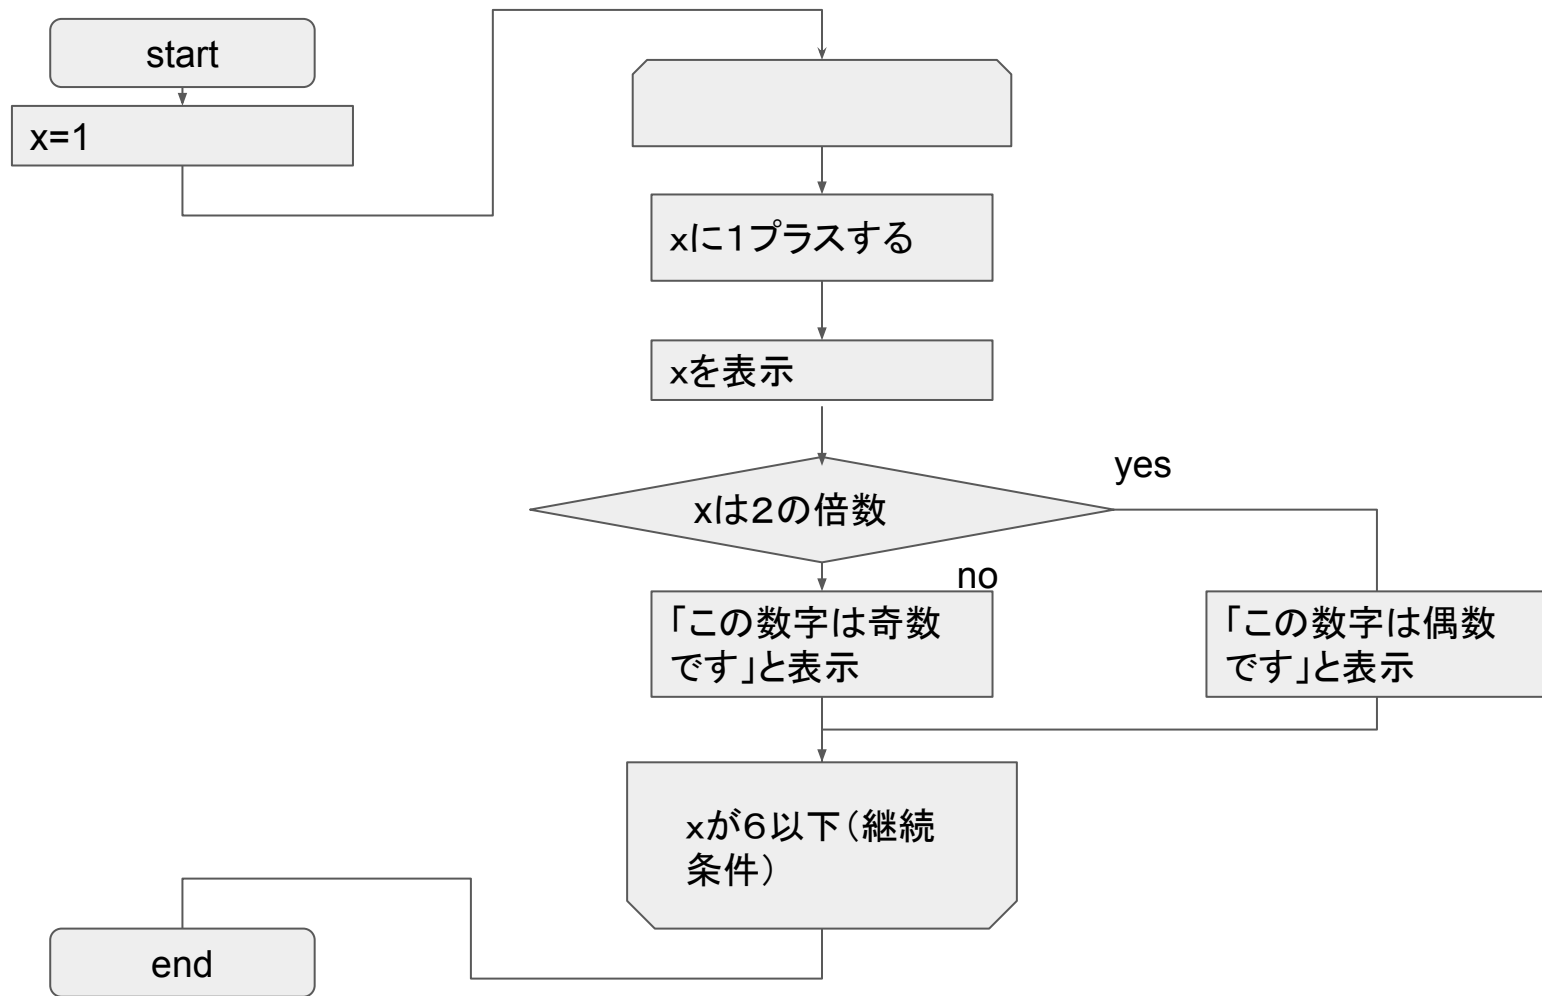 start
x=1
xに１プラスする
xを表示
xは２の倍数
yes
no
「この数字は奇数
です」と表示
「この数字は偶数
です」と表示
xが６以下（継続
条件）
end